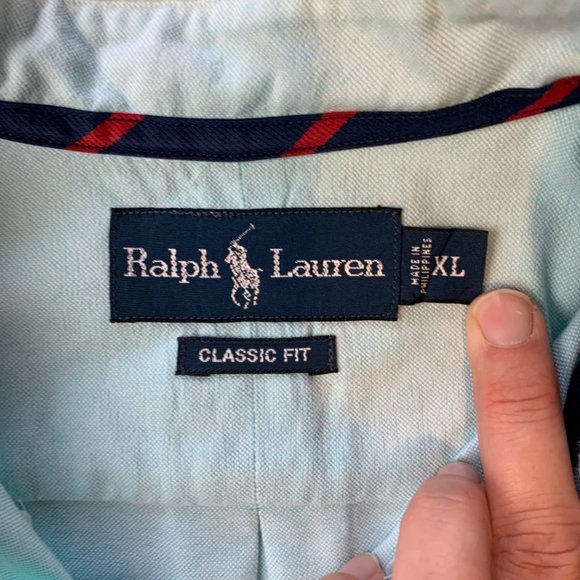 Ralph Lauren
MADE IN
PHILIPPINES
XL
CLASSIC FIT